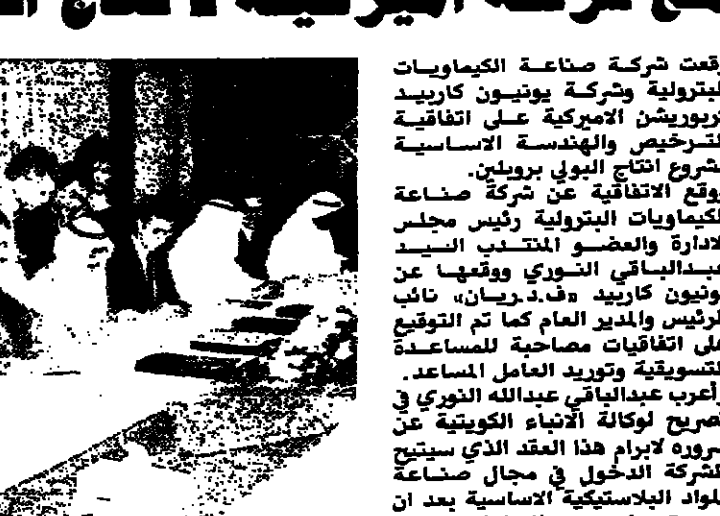 شركة
وقعت شركة صناعة الكيماويات
البترولية وشركة يونيون كاربيد
كربوريشن الاميركية على اتفاقية
الترخيص والهندسة الاساسية
لمشروع انتاج البولي بروبلين.
ووقع الاتفاقية عن شركة صناعة
الكيماويات البترولية رئيس مجلس
الادارة والعضو المنتدب السيد
عبدالباقي النوري ووقعها عن
يونيون كاربيد «ف.د.ريان» نائب
الرئيس والمدير العام كما تم التوقيع
على اتفاقيات مصاحبة للمساعدة
التسويقية وتوريد العامل المساعد.
وأعرب عبدالباقي عبدالله النوري في
تصريح لوكالة الانباء الكويتية عن
سروره لابرام هذا العقد الذي سيتيح
للشركة الدخول في مجال صناعة
المواد البلاستيكية الاساسية بعد ان